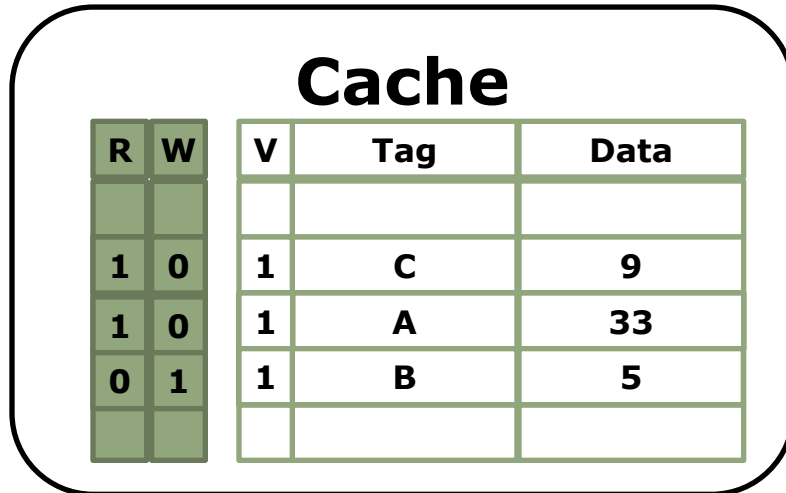 Cache
R W V Tag Data
1 0 1 C 9
1 0 1 A 33
0 1 1 B 5